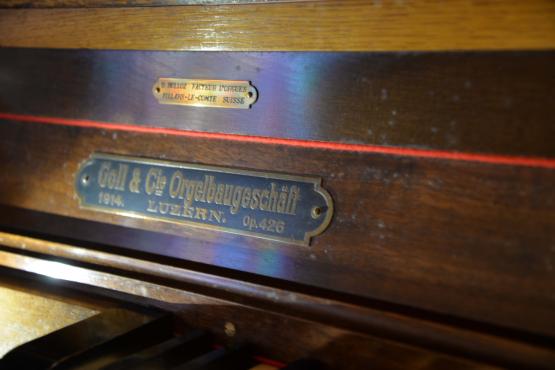 FACTEUR D'ORGUES
VILLARS-LE-COMTE SUISSE
Goll & Cie Orgelbaugeschäft
1914. LUZERN. Op. 426